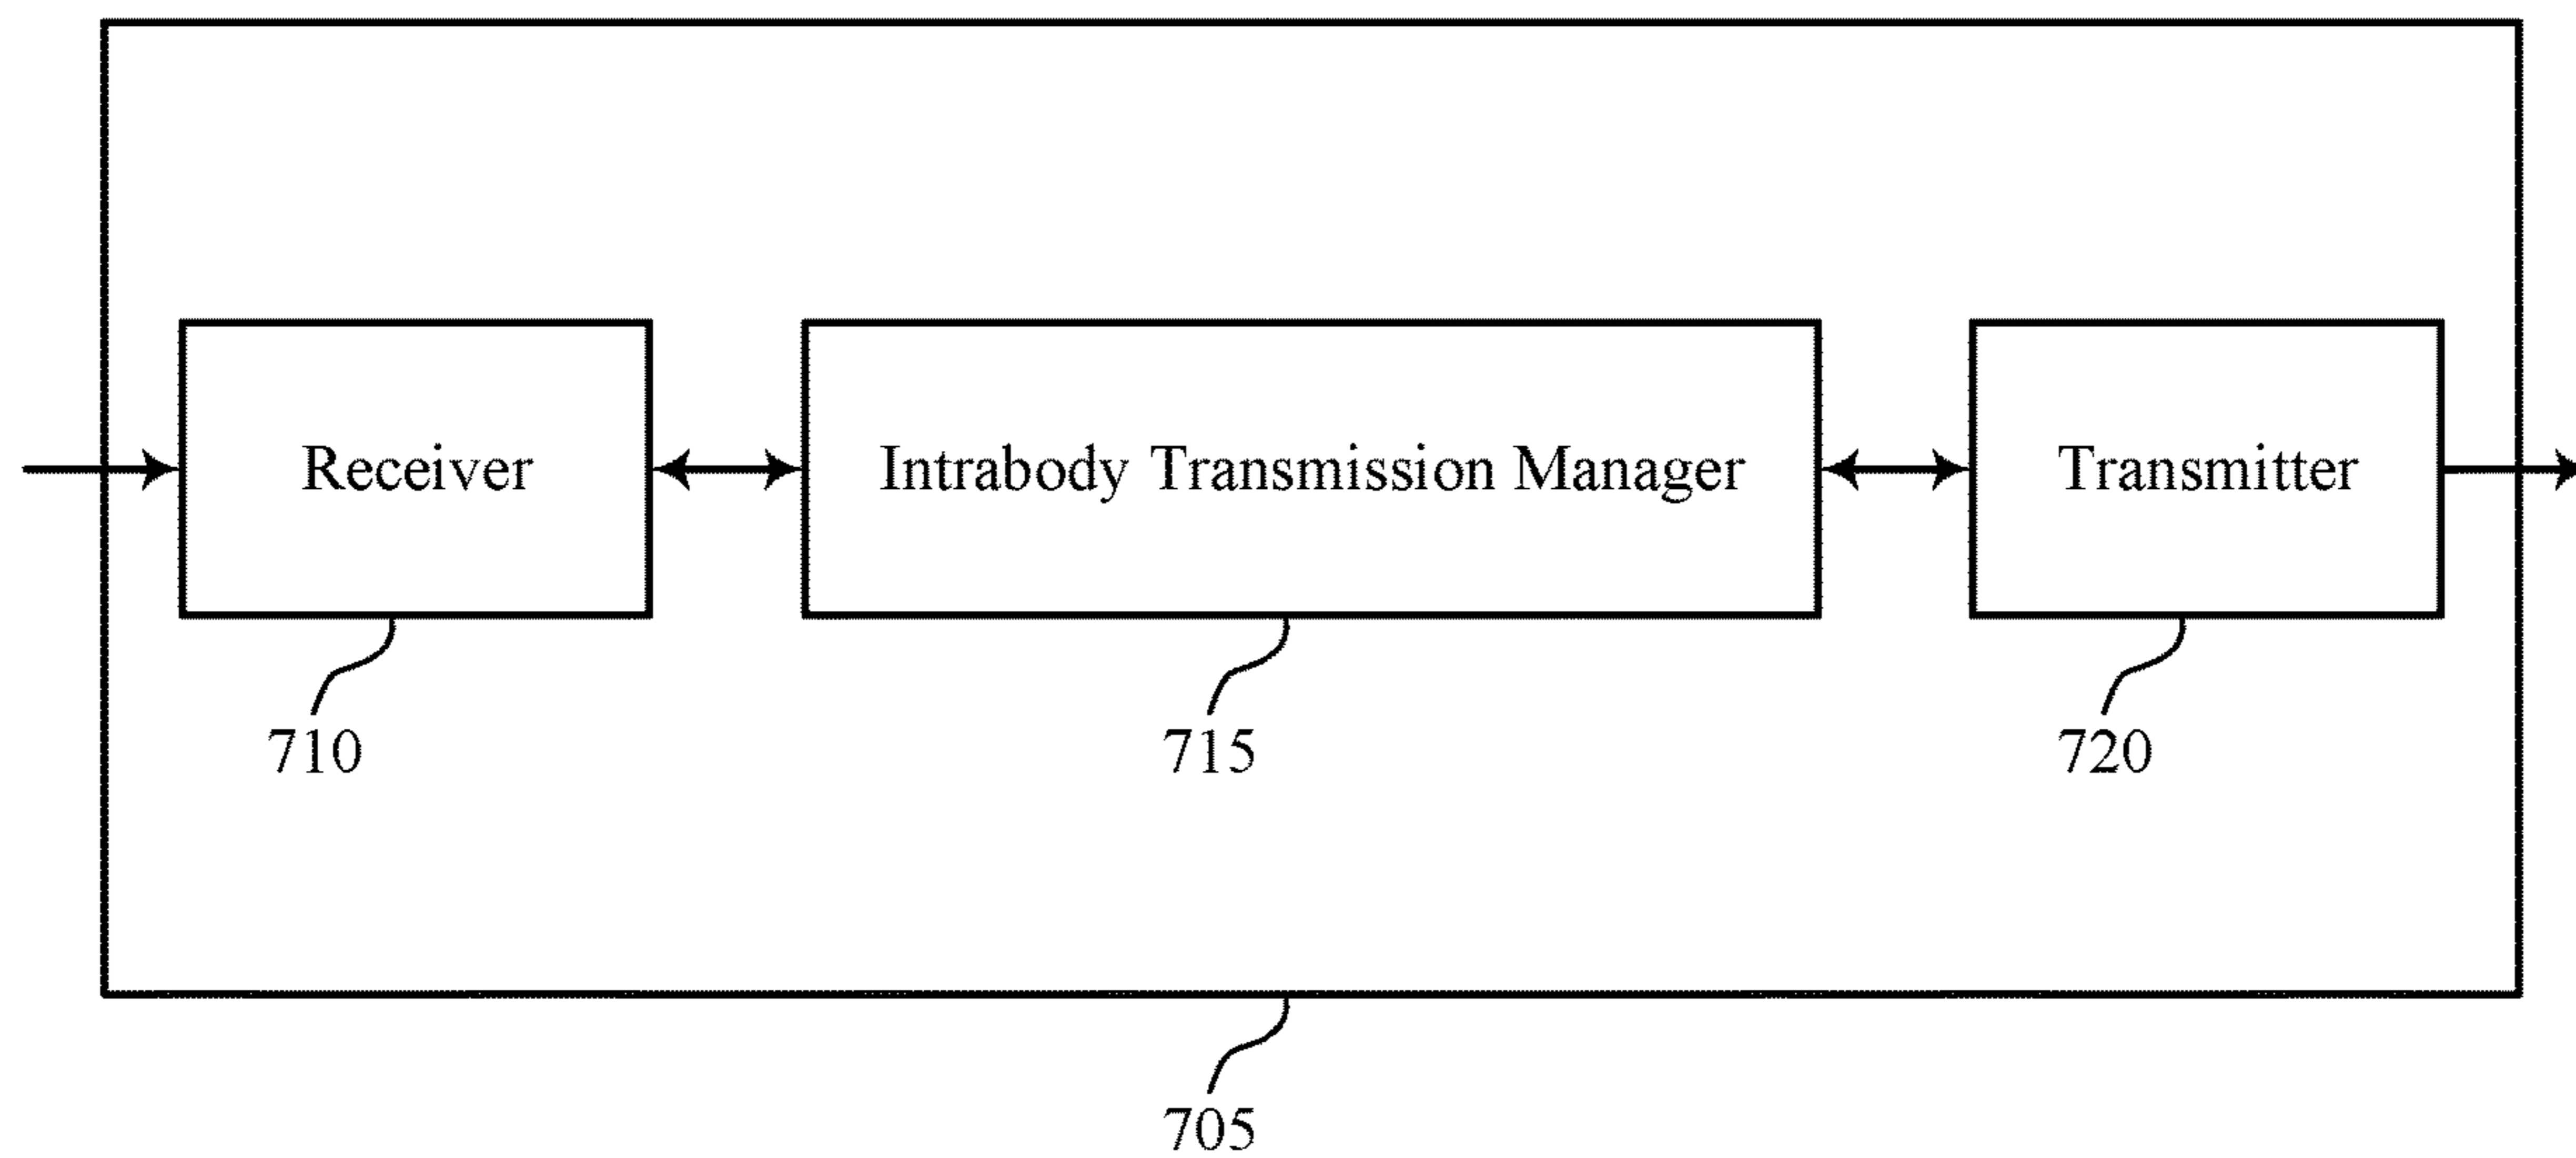 Receiver
Intrabody Transmission Manager
Transmitter
710
715
720
705